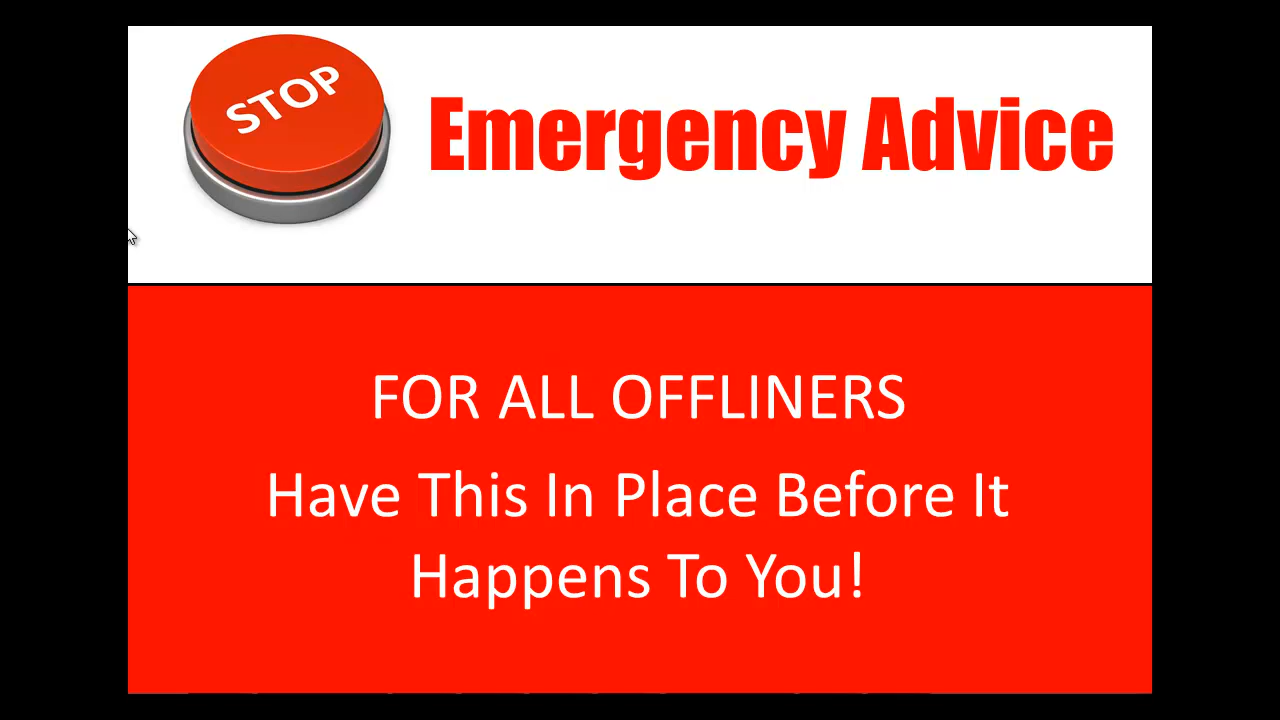 STOP
Emergency Advice
FOR ALL OFFLINERS
Have This In Place Before It
Happens To You!